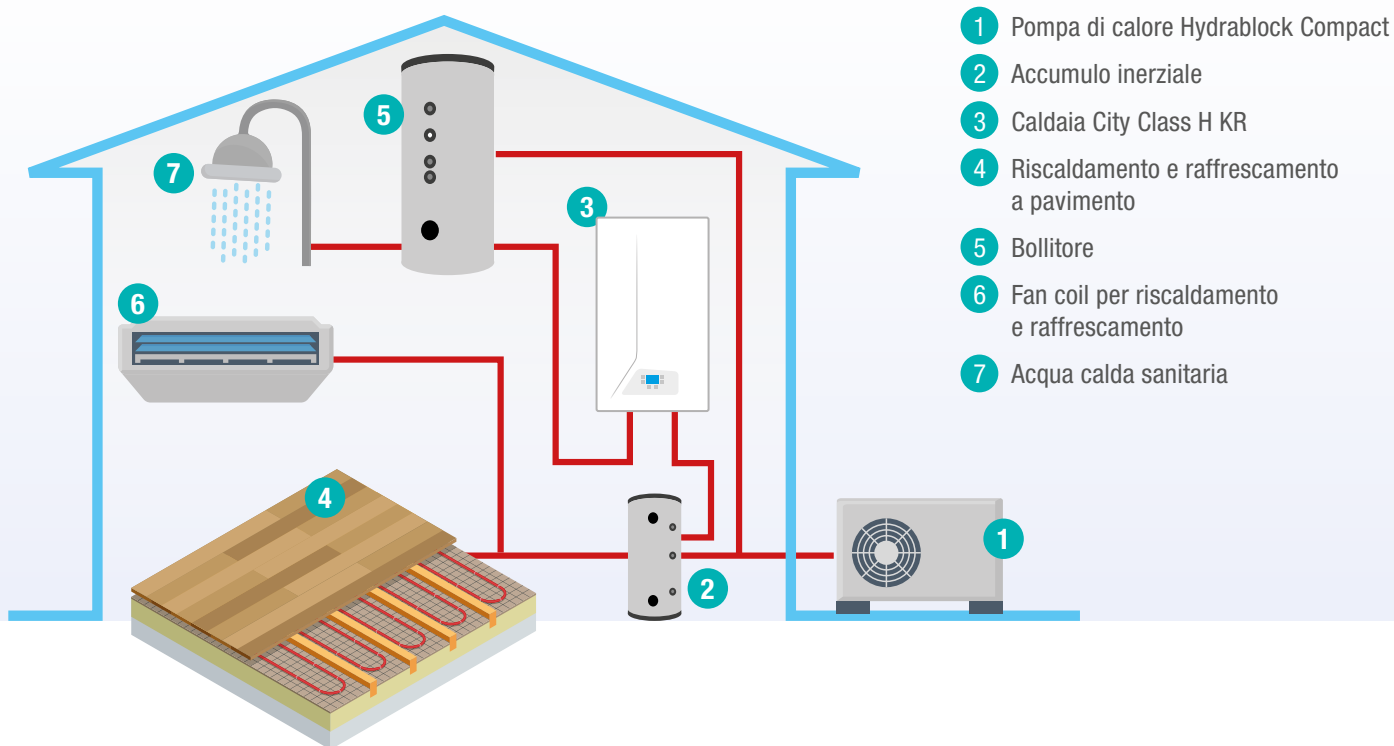 1 Pompa di calore Hydrablock Compact
2 Accumulo inerziale
3 Caldaia City Class H KR
4 Riscaldamento e raffrescamento
a pavimento
5 Bollitore
6 Fan coil per riscaldamento
e raffrescamento
7 Acqua calda sanitaria
5
7
3
6
4
1
2